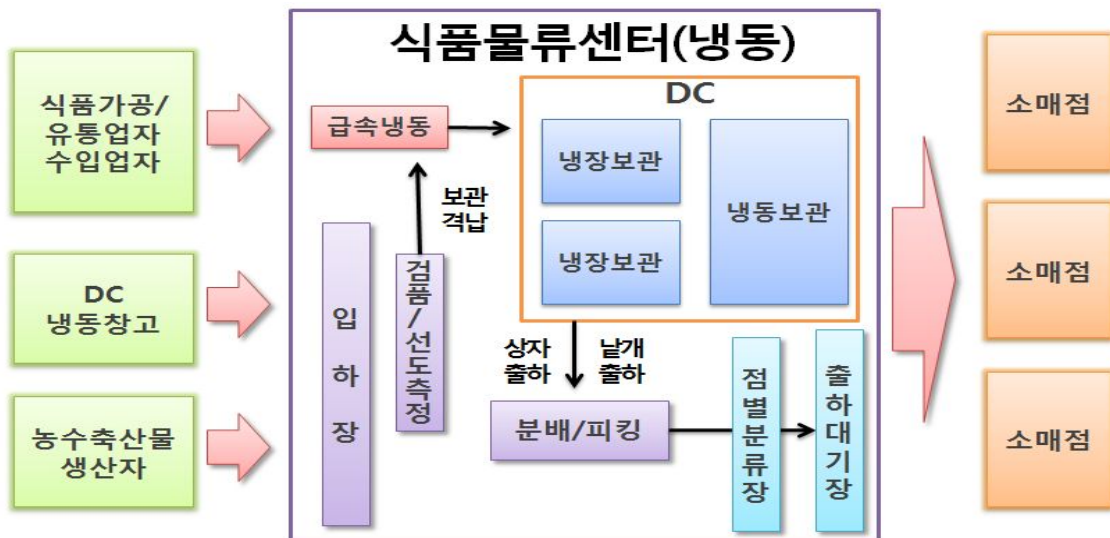 식품물류센터(냉동)
식품가공/
유통업자
수입업자
DC
냉동창고
농수축산물
생산자
급속냉동
보관
격납
입하장
검품/선도측정
DC
냉장보관
냉장보관
냉동보관
상자
출하
낱개
출하
분배/피킹
점별분류장
출하대기장
소매점
소매점
소매점